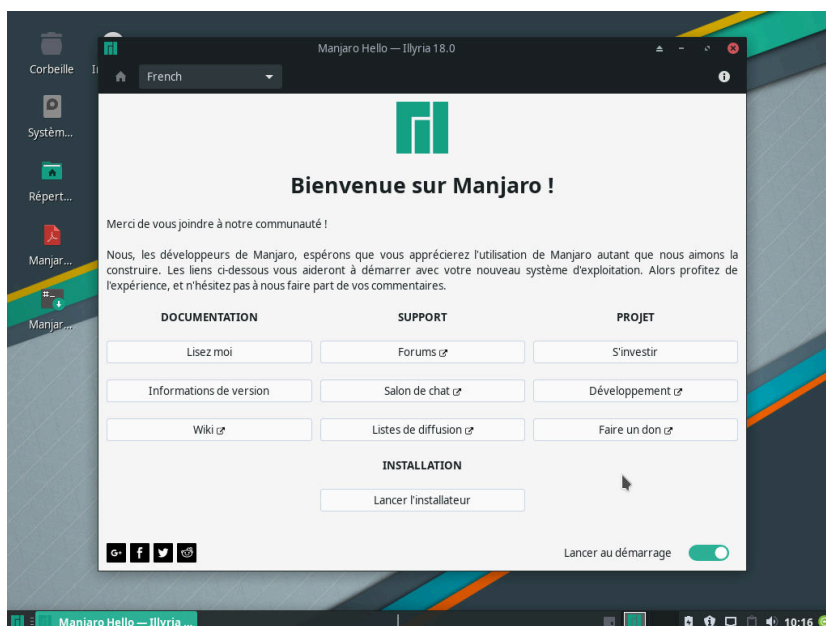 Manjaro Hello — Illyria 18.0
Corbeille
French
Systèm...
Répert...
Manjar...
Manjar...
Bienvenue sur Manjaro !
Merci de vous joindre à notre communauté !
Nous, les développeurs de Manjaro, espérons que vous apprécierez l'utilisation de Manjaro autant que nous aimons la
construire. Les liens ci-dessous vous aideront à démarrer avec votre nouveau système d'exploitation. Alors profitez de
l'expérience, et n'hésitez pas à nous faire part de vos commentaires.
DOCUMENTATION SUPPORT PROJET
Lisez moi Forums S'investir
Informations de version Salon de chat Développement
Wiki Listes de diffusion Faire un don
INSTALLATION
Lancer l'installateur
G+ Lancer au démarrage
Manjaro Hello — Illyria ... 10:16